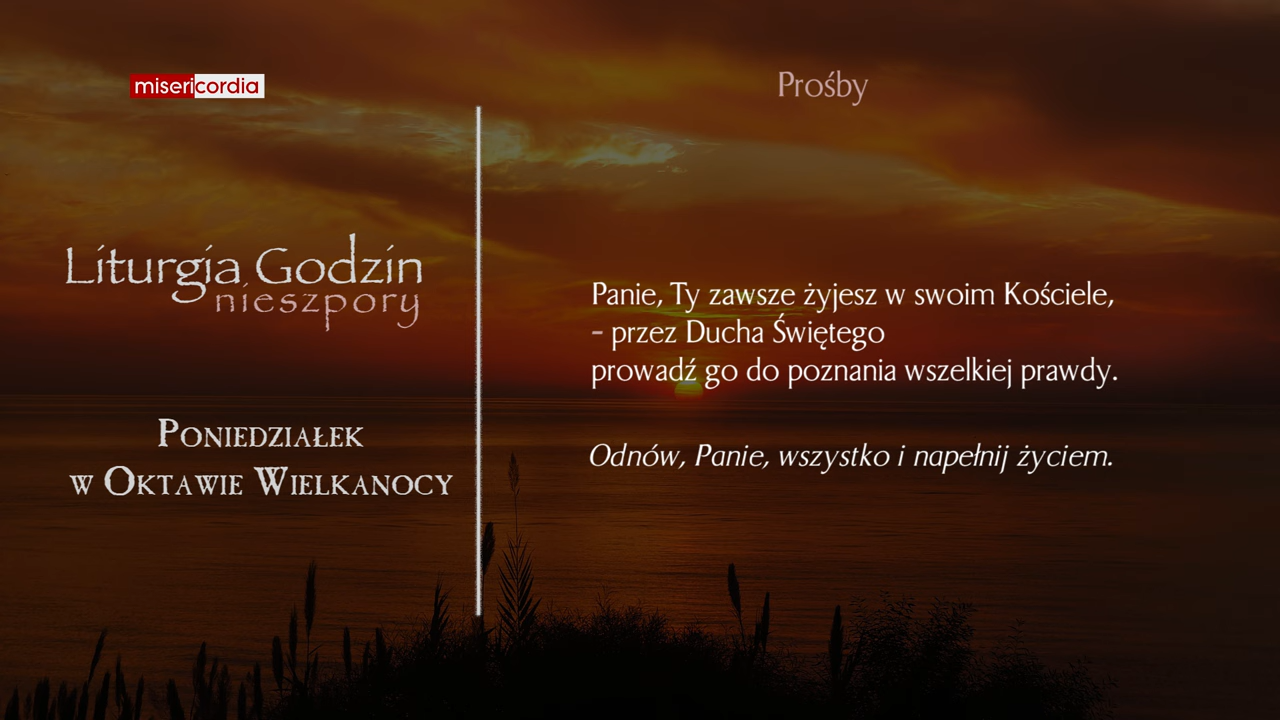 misericordia
Liturgia Godzin
nieszpory
Poniedziałek
w Oktawie Wielkanocy
Prośby
Panie, Ty zawsze żyjesz w swoim Kościele,
- przez Ducha Świętego
prowadź go do poznania wszelkiej prawdy.
Odnów, Panie, wszystko i napełnij życiem.